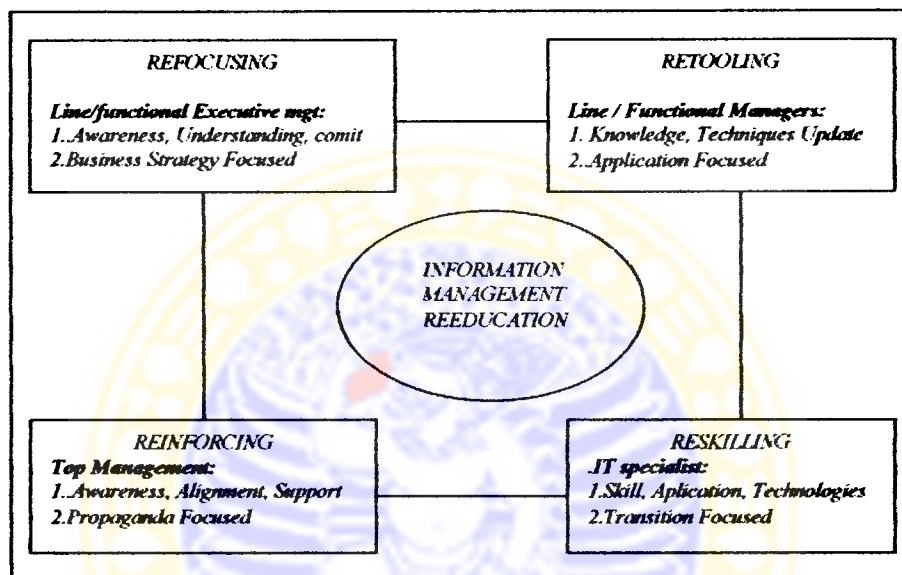 REFOCUSING
Line/functional Executive mgt:
1..Awareness, Understanding, comit
2.Business Strategy Focused
RETOOLING
Line / Functional Managers:
1. Knowledge, Techniques Update
2..Application Focused
INFORMATION
MANAGEMENT
REEDUCATION
REINFORCING
Top Management:
1..Awareness, Alignment, Support
2.Propaganda Focused
RESKILLING
.IT specialist:
1.Skill, Aplication, Technologies
2.Transition Focused